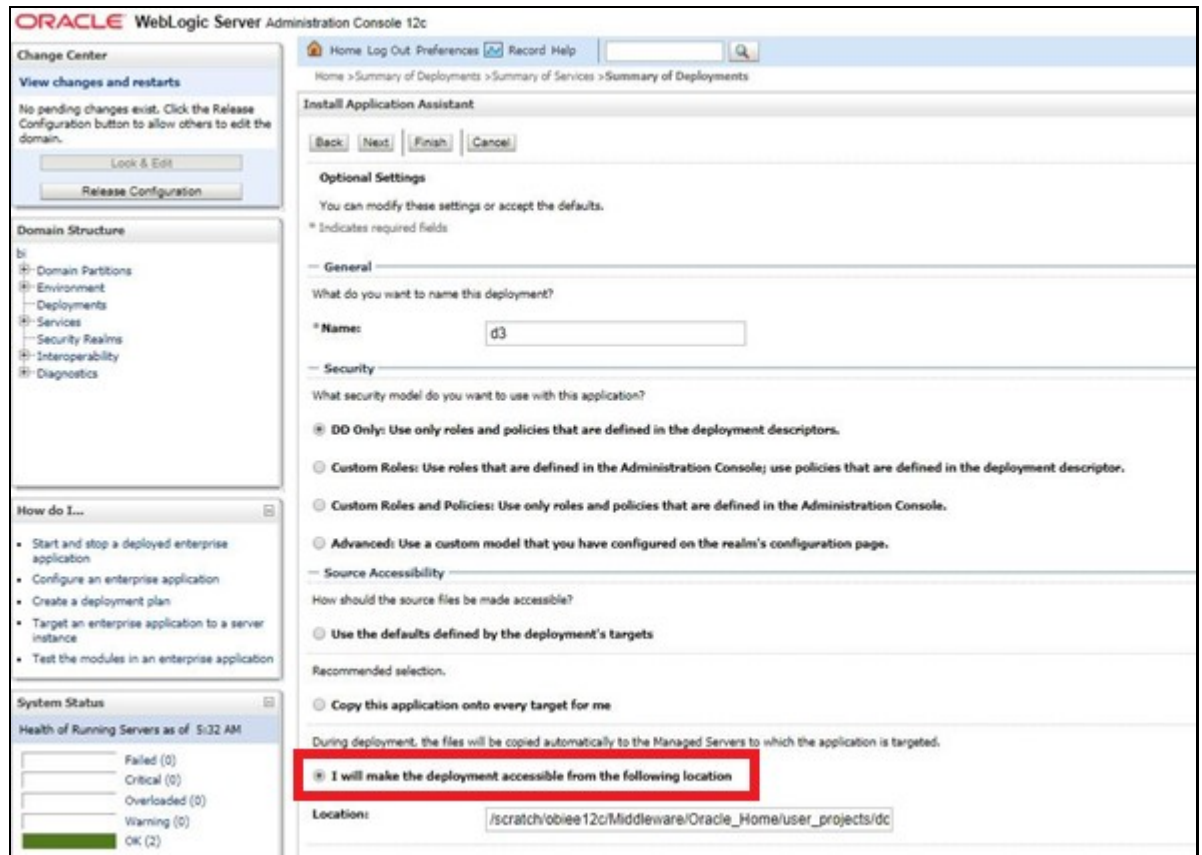 ORACLE WebLogic Server Administration Console 12c
Change Center
View changes and restarts
No pending changes exist. Click the Release
Configuration button to allow others to edit the
domain.
Lock & Edit
Release Configuration
Domain Structure
bi
Domain Partitions
Environment
Deployments
Services
Security Realms
Interoperability
Diagnostics
How do I...
Start and stop a deployed enterprise
application
Configure an enterprise application
Create a deployment plan
Target an enterprise application to a server
instance
Test the modules in an enterprise application
System Status
Health of Running Servers as of 5:32 AM
Failed (0)
Critical (0)
Overloaded (0)
Warning (0)
OK (2)
Home Log Out Preferences Record Help
Home >Summary of Deployments >Summary of Services >Summary of Deployments
Install Application Assistant
Back Next Finish Cancel
Optional Settings
You can modify these settings or accept the defaults.
* Indicates required fields
General
What do you want to name this deployment?
* Name: d3
Security
What security model do you want to use with this application?
DD Only: Use only roles and policies that are defined in the deployment descriptors.
Custom Roles: Use roles that are defined in the Administration Console; use policies that are defined in the deployment descriptor.
Custom Roles and Policies: Use only roles and policies that are defined in the Administration Console.
Advanced: Use a custom model that you have configured on the realm's configuration page.
Source Accessibility
How should the source files be made accessible?
Use the defaults defined by the deployment's targets
Recommended selection.
Copy this application onto every target for me
During deployment, the files will be copied automatically to the Managed Servers to which the application is targeted.
I will make the deployment accessible from the following location
Location: /scratch/obiee12c/Middleware/Oracle_Home/user_projects/dc